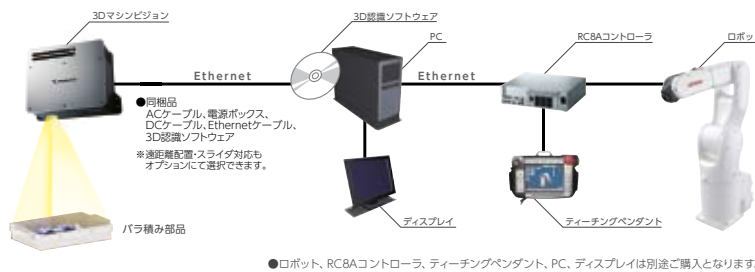 3Dマシンビジョン
3D認識ソフトウェア
PC
RC8Aコントローラ
ロボット
Ethernet
Ethernet
●同梱品
ACケーブル、電源ボックス、
DCケーブル、Ethernetケーブル、
3D認識ソフトウェア
※遠距離配置・スライダ対応も
オプションにて選択できます。
バラ積み部品
ディスプレイ
ティーチングペンダント
●ロボット、RC8Aコントローラ、ティーチングペンダント、PC、ディスプレイは別途ご購入となります。